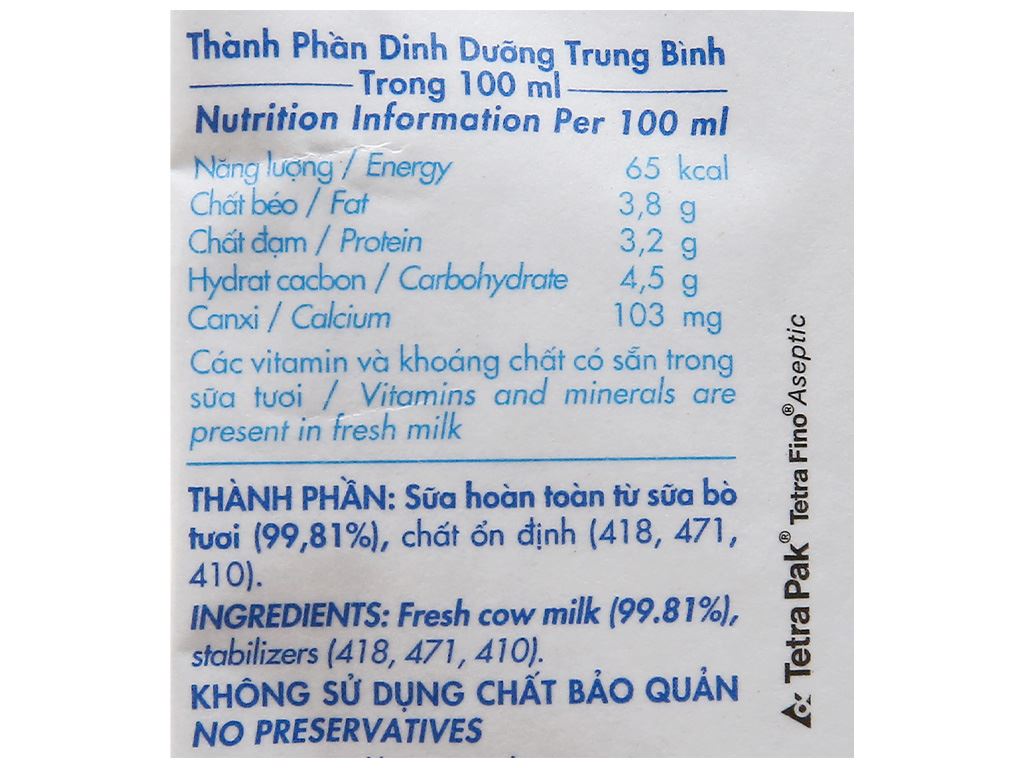 Thành Phần Dinh Dưỡng Trung Bình
Trong 100 ml
Nutrition Information Per 100 ml
Năng lượng / Energy 65 kcal
Chất béo / Fat 3,8 g
Chất đạm / Protein 3,2 g
Hydrat cacbon / Carbohydrate 4,5 g
Canxi / Calcium 103 mg
Các vitamin và khoáng chất có sẵn trong
sữa tươi / Vitamins and minerals are
present in fresh milk
THÀNH PHẦN: Sữa hoàn toàn từ sữa bò
tươi (99,81%), chất ổn định (418, 471,
410).
INGREDIENTS: Fresh cow milk (99.81%),
stabilizers (418, 471, 410).
KHÔNG SỬ DỤNG CHẤT BẢO QUẢN
NO PRESERVATIVES
Tetra Pak® Tetra Fino® Aseptic